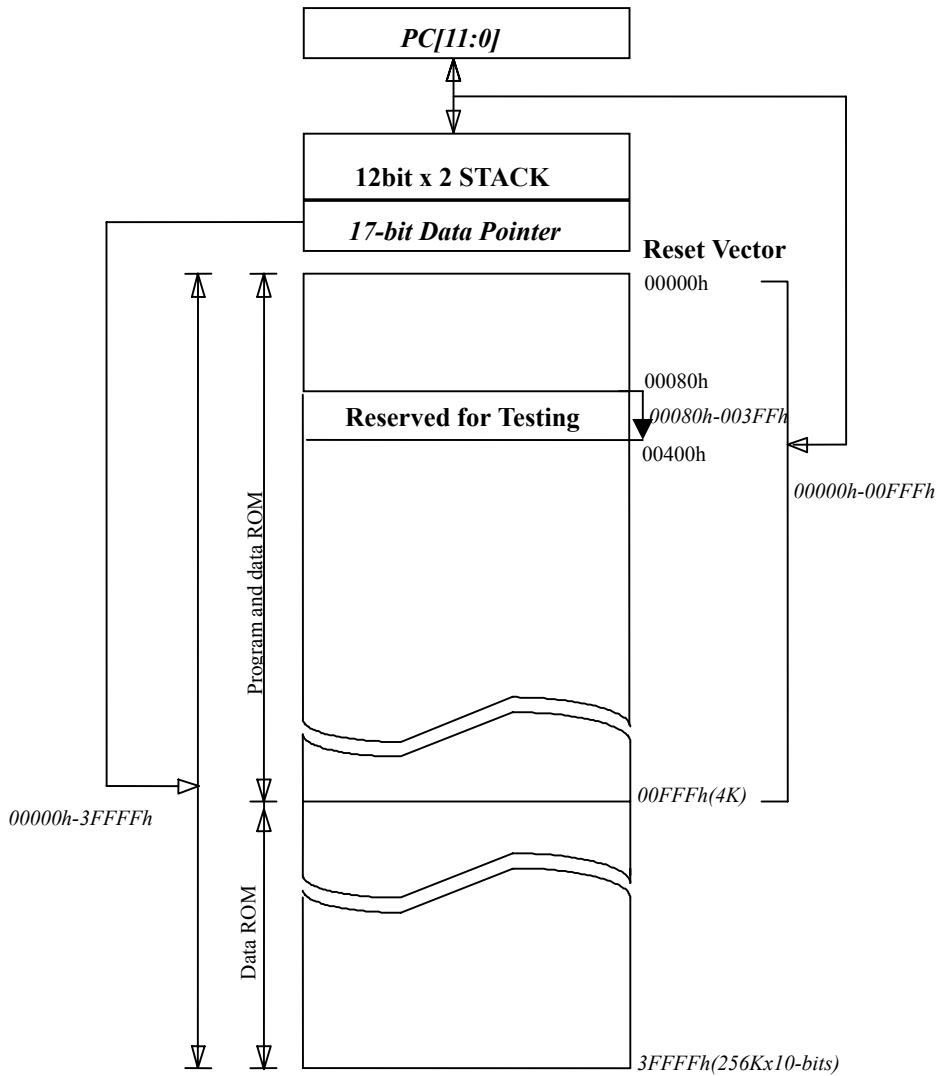 PC[11:0]
12bit x 2 STACK
17-bit Data Pointer
Reset Vector
00000h
00080h
Reserved for Testing
00080h-003FFh
00400h
00000h-00FFFh
Program and data ROM
00FFFh(4K)
00000h-3FFFFh
Data ROM
3FFFFh(256Kx10-bits)